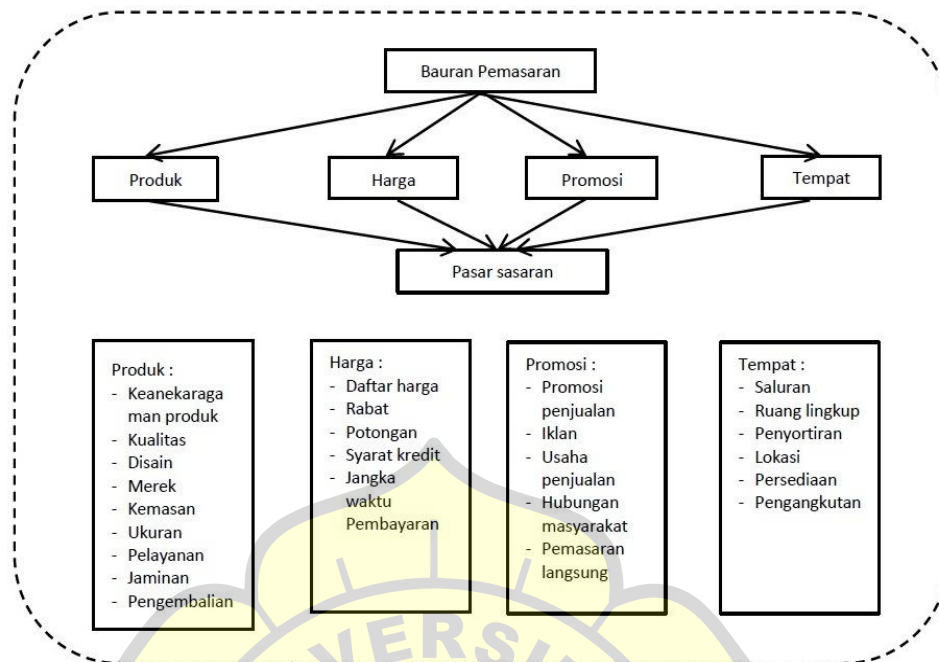 Bauran Pemasaran
Produk
Harga
Promosi
Tempat
Pasar sasaran
Produk :
- Keanekaraga
man produk
- Kualitas
- Disain
- Merek
- Kemasan
- Ukuran
- Pelayanan
- Jaminan
- Pengembalian
Harga :
- Daftar harga
- Rabat
- Potongan
- Syarat kredit
- Jangka
waktu
Pembayaran
Promosi :
- Promosi
penjualan
- Iklan
- Usaha
penjualan
- Hubungan
masyarakat
- Pemasaran
langsung
Tempat :
- Saluran
- Ruang lingkup
- Penyortiran
- Lokasi
- Persediaan
- Pengangkutan